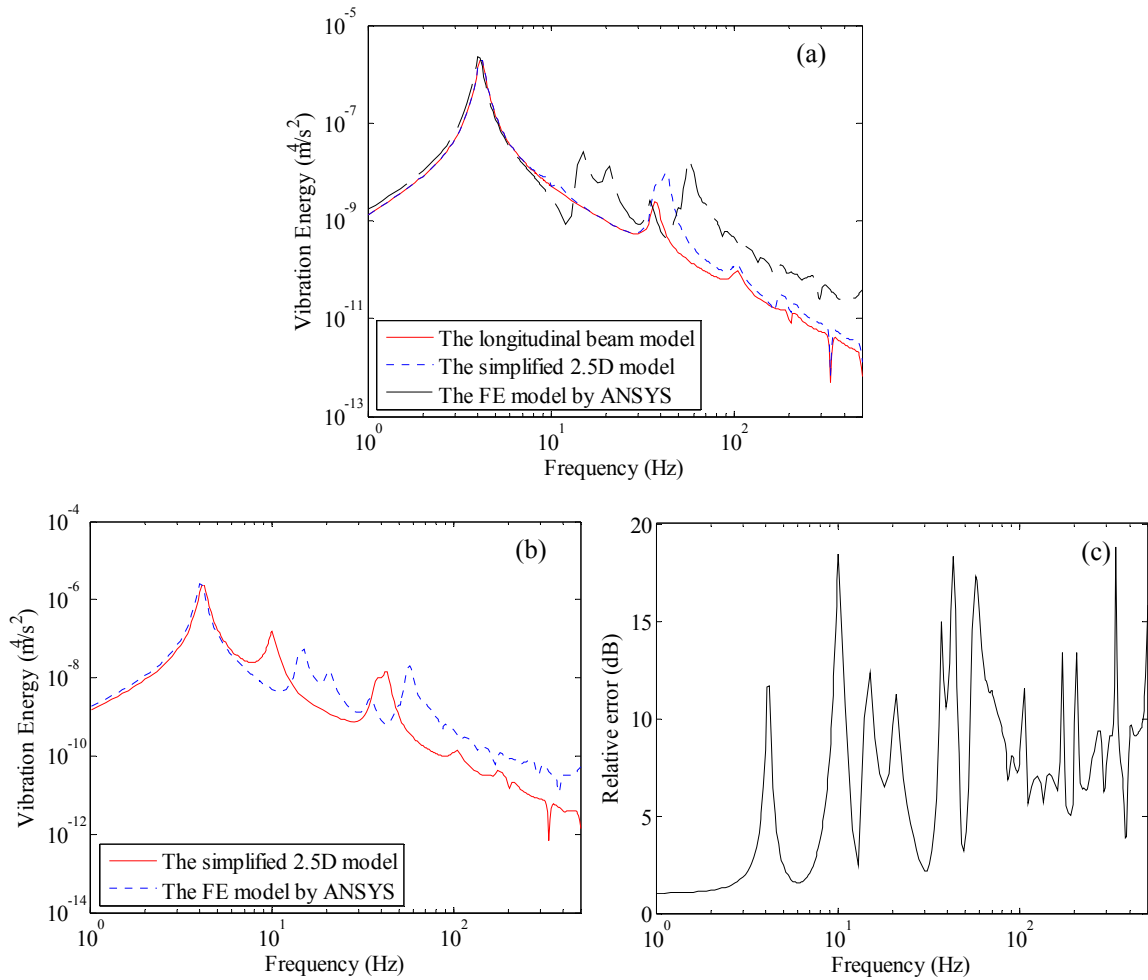 (a)
10^-5
10^-7
10^-9
10^-11
10^-13
Vibration Energy (m^4/s^2)
The longitudinal beam model
The simplified 2.5D model
The FE model by ANSYS
10^0
10^1
10^2
Frequency (Hz)
(b)
10^-4
10^-6
10^-8
10^-10
10^-12
10^-14
Vibration Energy (m^4/s^2)
The simplified 2.5D model
The FE model by ANSYS
10^0
10^1
10^2
Frequency (Hz)
(c)
20
15
10
5
0
Relative error (dB)
10^0
10^1
10^2
Frequency (Hz)